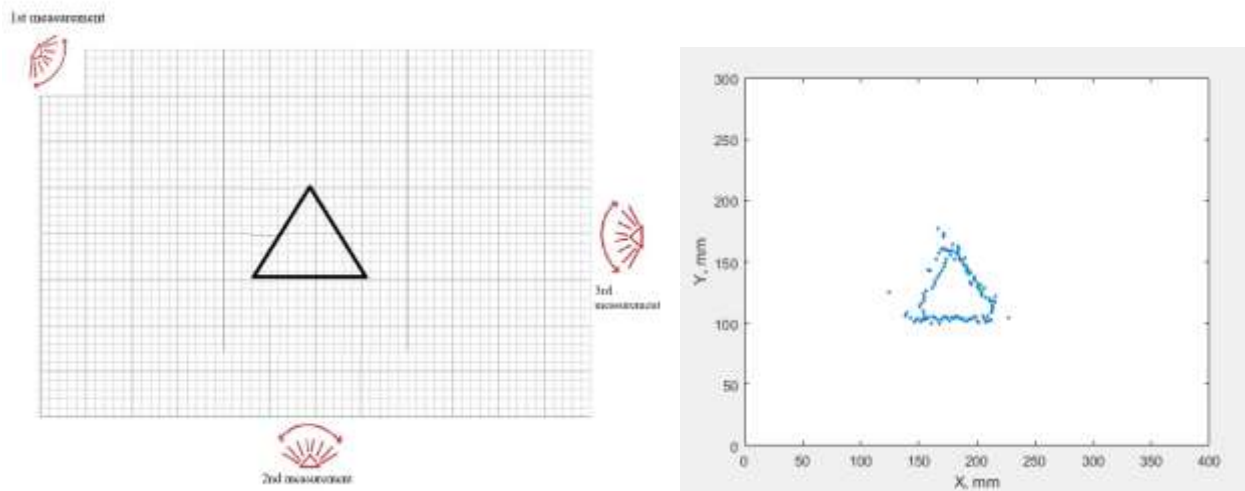 1st measurement
3rd
measurement
2nd measurement
300
250
200
150
100
50
0
Y, mm
0 50 100 150 200 250 300 350 400
X, mm